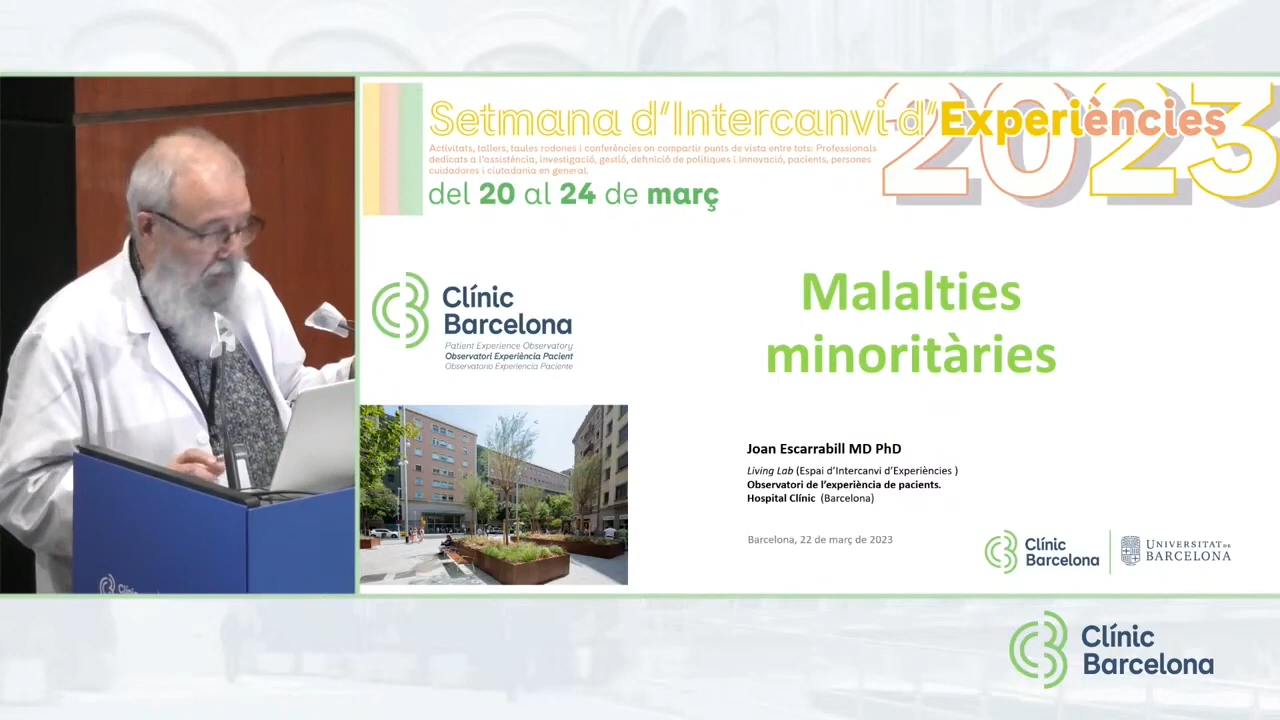 Setmana d'Intercanvi d'Experiències
2023
Activitats, tallers, taules rodones i conferències on compartir punts de vista entre tots: Professionals
dedicats a l'assistència, investigació, gestió, definició de polítiques i innovació, pacients, persones
cuidadores i ciutadania en general.
del 20 al 24 de març
Clínic
Barcelona
Patient Experience Observatory
Observatori Experiència Pacient
Observatorio Experiencia Paciente
Malalties
minoritàries
Joan Escarrabill MD PhD
Living Lab (Espai d'Intercanvi d'Experiències )
Observatori de l'experiència de pacients.
Hospital Clínic (Barcelona)
Barcelona, 22 de març de 2023
Clínic
Barcelona
UNIVERSITAT DE
BARCELONA
Clínic
Clínic
Barcelona